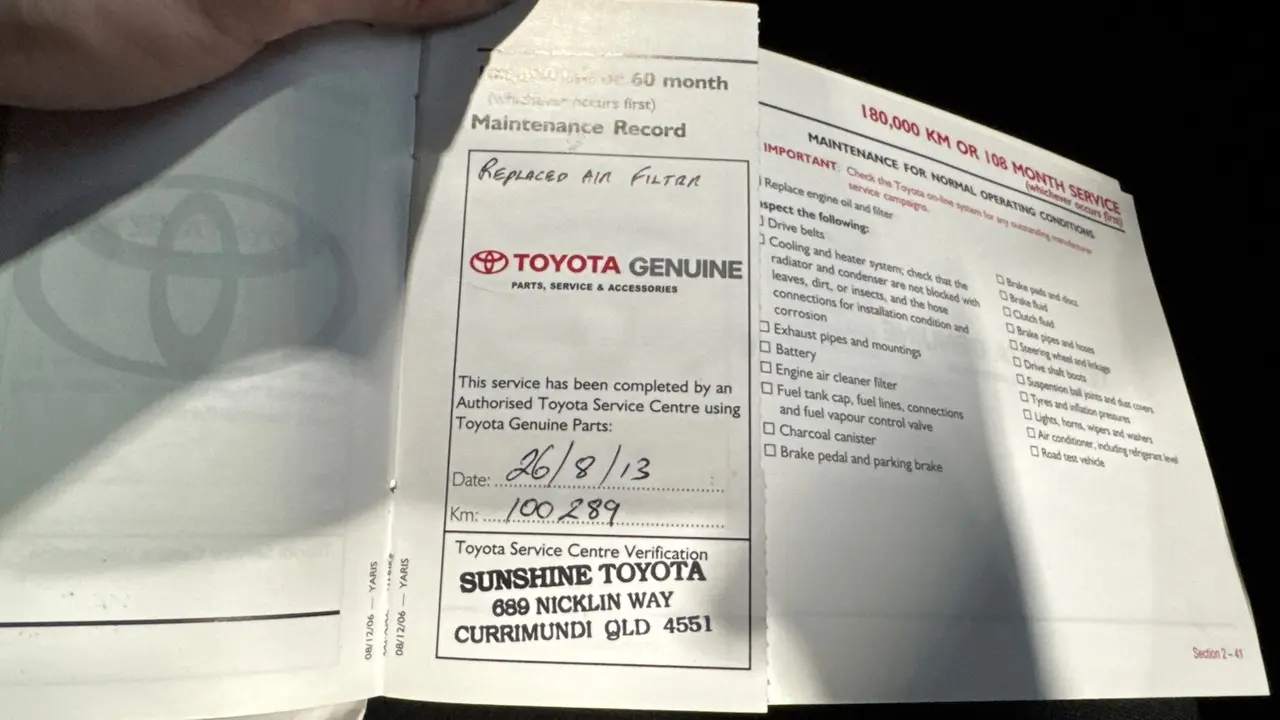 60 month
(whichever occurs first)
Maintenance Record
REPLACED AIR FILTER
TOYOTA GENUINE
PARTS, SERVICE & ACCESSORIES
This service has been completed by an
Authorised Toyota Service Centre using
Toyota Genuine Parts:
Date: 26/8/13
Km: 100 289
Toyota Service Centre Verification
SUNSHINE TOYOTA
689 NICKLIN WAY
CURRIMUNDI QLD 4551
08/12/06 — YARIS
08/12/06 — YARIS
180,000 KM OR 108 MONTH SERVICE
(whichever occurs first)
MAINTENANCE FOR NORMAL OPERATING CONDITIONS
IMPORTANT: Check the Toyota on-line system for any outstanding manufacturer
service campaigns.
Replace engine oil and filter
Inspect the following:
Drive belts
Cooling and heater system; check that the
radiator and condenser are not blocked with
leaves, dirt, or insects, and the hose
connections for installation condition and
corrosion
Exhaust pipes and mountings
Battery
Engine air cleaner filter
Fuel tank cap, fuel lines, connections
and fuel vapour control valve
Charcoal canister
Brake pedal and parking brake
Brake pads and discs
Brake fluid
Clutch fluid
Brake pipes and hoses
Steering wheel and linkages
Drive shaft boots
Suspension ball joints and dust covers
Tyres and inflation pressures
Lights, horns, wipers and washers
Air conditioner, including refrigerant level
Road test vehicle
Section 2 – 41